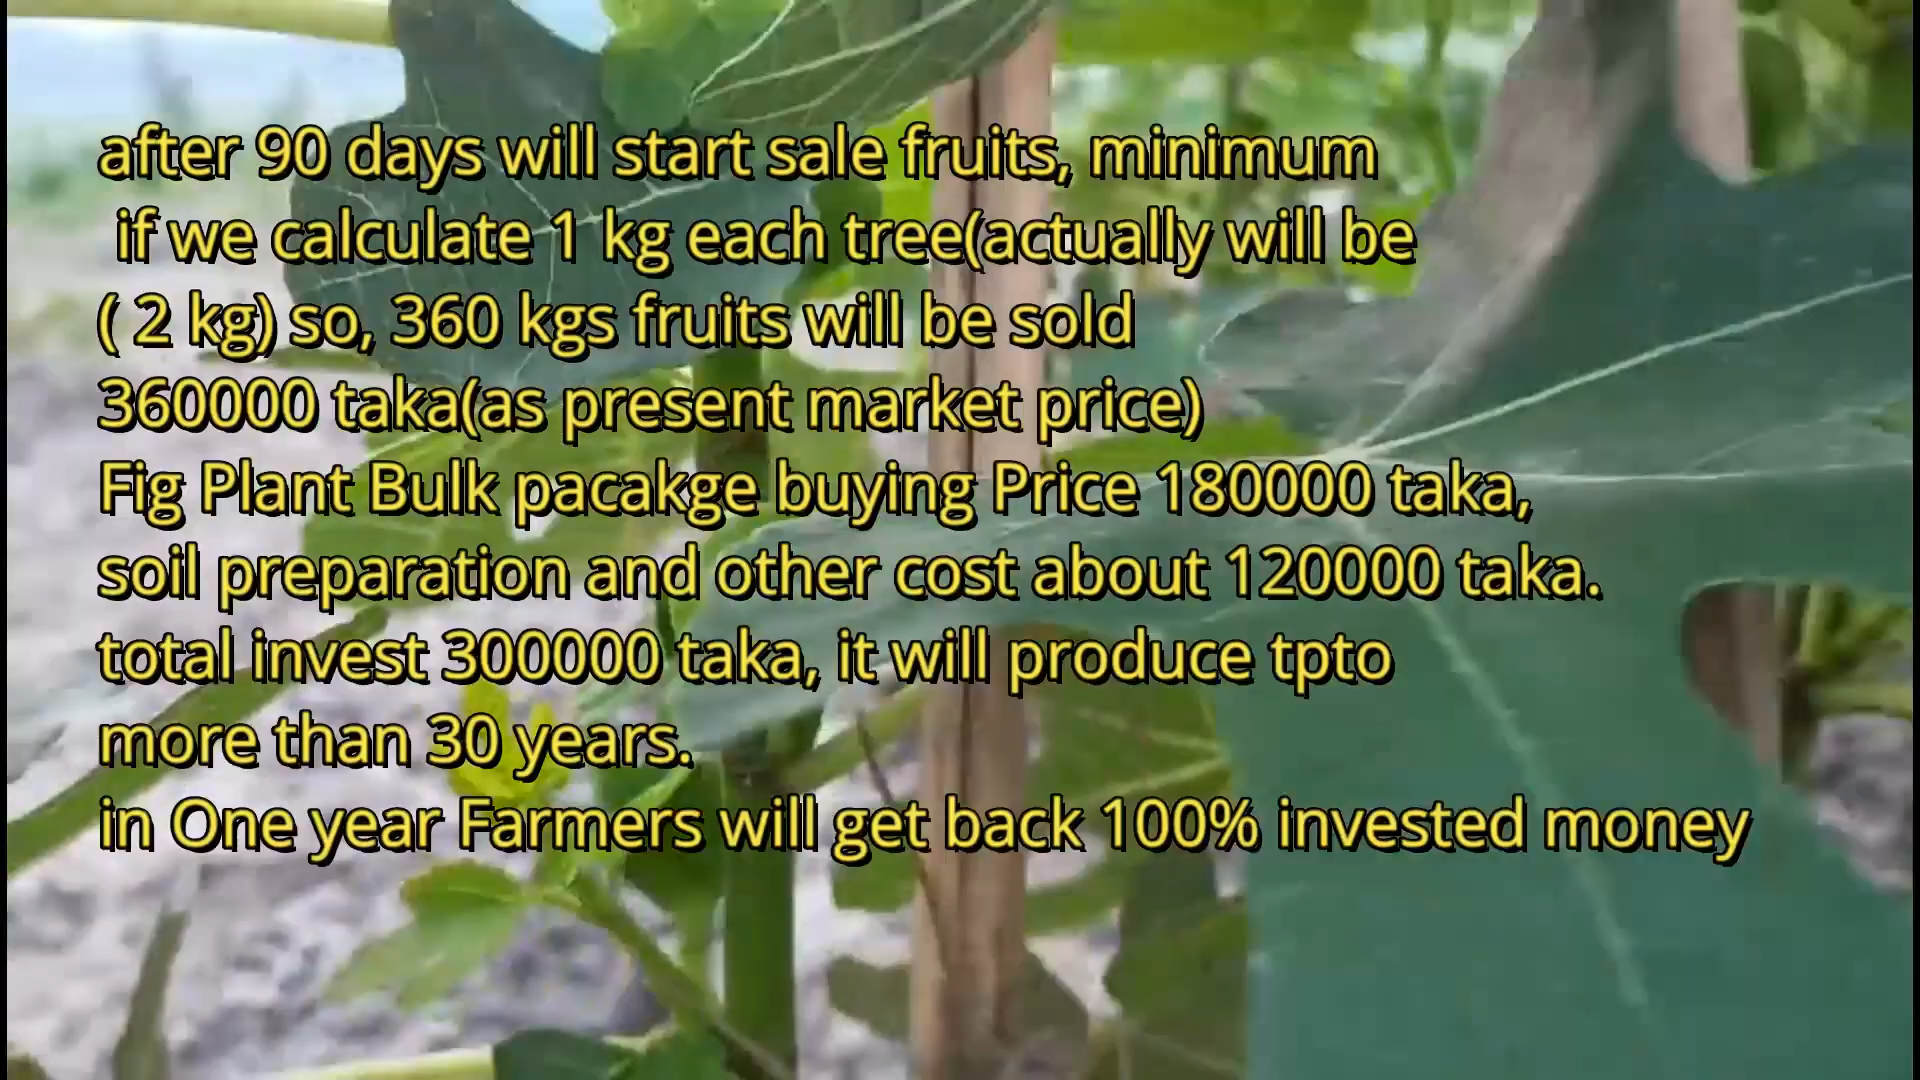 after 90 days will start sale fruits, minimum
if we calculate 1 kg each tree(actually will be
( 2 kg) so, 360 kgs fruits will be sold
360000 taka(as present market price)
Fig Plant Bulk pacakge buying Price 180000 taka,
soil preparation and other cost about 120000 taka.
total invest 300000 taka, it will produce tpto
more than 30 years.
in One year Farmers will get back 100% invested money